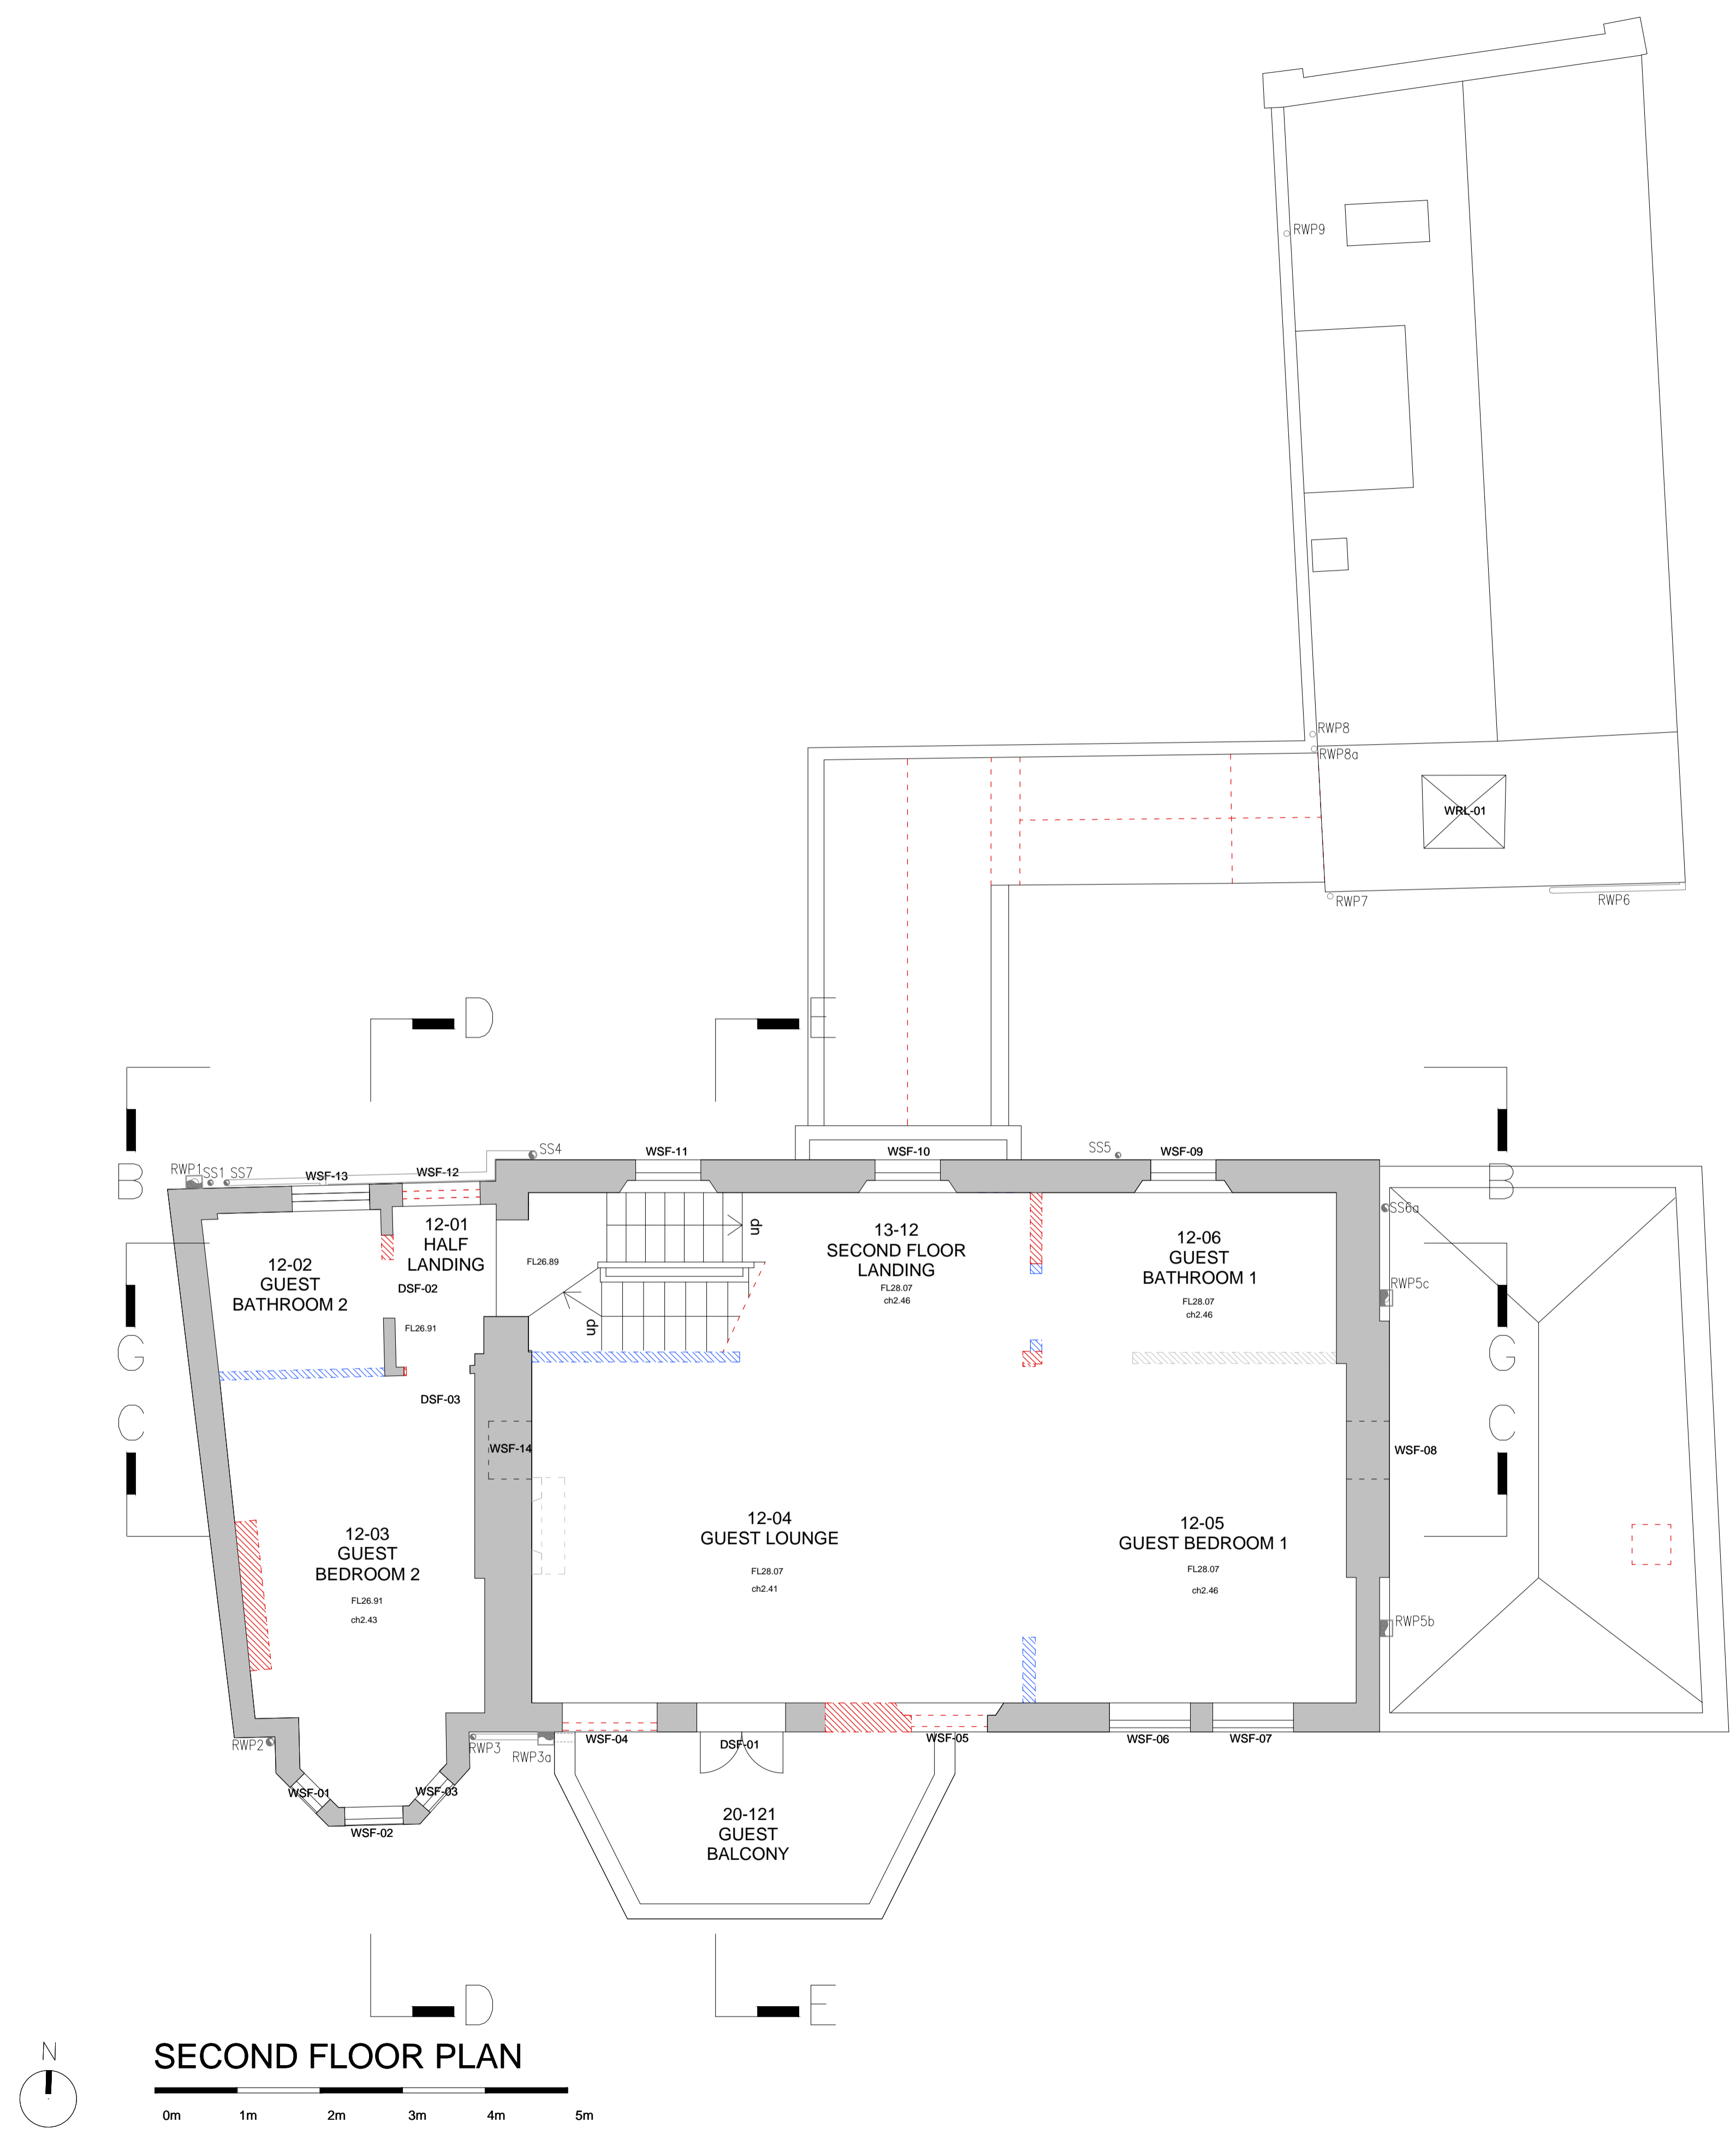 RWP9
RWP8
RWP8a
WRL-01
RWP7
RWP6
D
E
B
B
RWP1
SS1
SS7
WSF-13
WSF-12
SS4
WSF-11
WSF-10
SS5
WSF-09
SS6a
12-01
HALF
LANDING
12-02
GUEST
BATHROOM 2
DSF-02
FL26.91
FL26.89
dn
dn
13-12
SECOND FLOOR
LANDING
FL28.07
ch2.46
12-06
GUEST
BATHROOM 1
FL28.07
ch2.46
RWP5c
G
G
C
C
DSF-03
WSF-14
WSF-08
12-03
GUEST
BEDROOM 2
FL26.91
ch2.43
12-04
GUEST LOUNGE
FL28.07
ch2.41
12-05
GUEST BEDROOM 1
FL28.07
ch2.46
RWP5b
RWP2
RWP3
RWP3a
WSF-04
DSF-01
WSF-05
WSF-06
WSF-07
WSF-01
WSF-03
WSF-02
20-121
GUEST
BALCONY
D
E
N
SECOND FLOOR PLAN
0m 1m 2m 3m 4m 5m